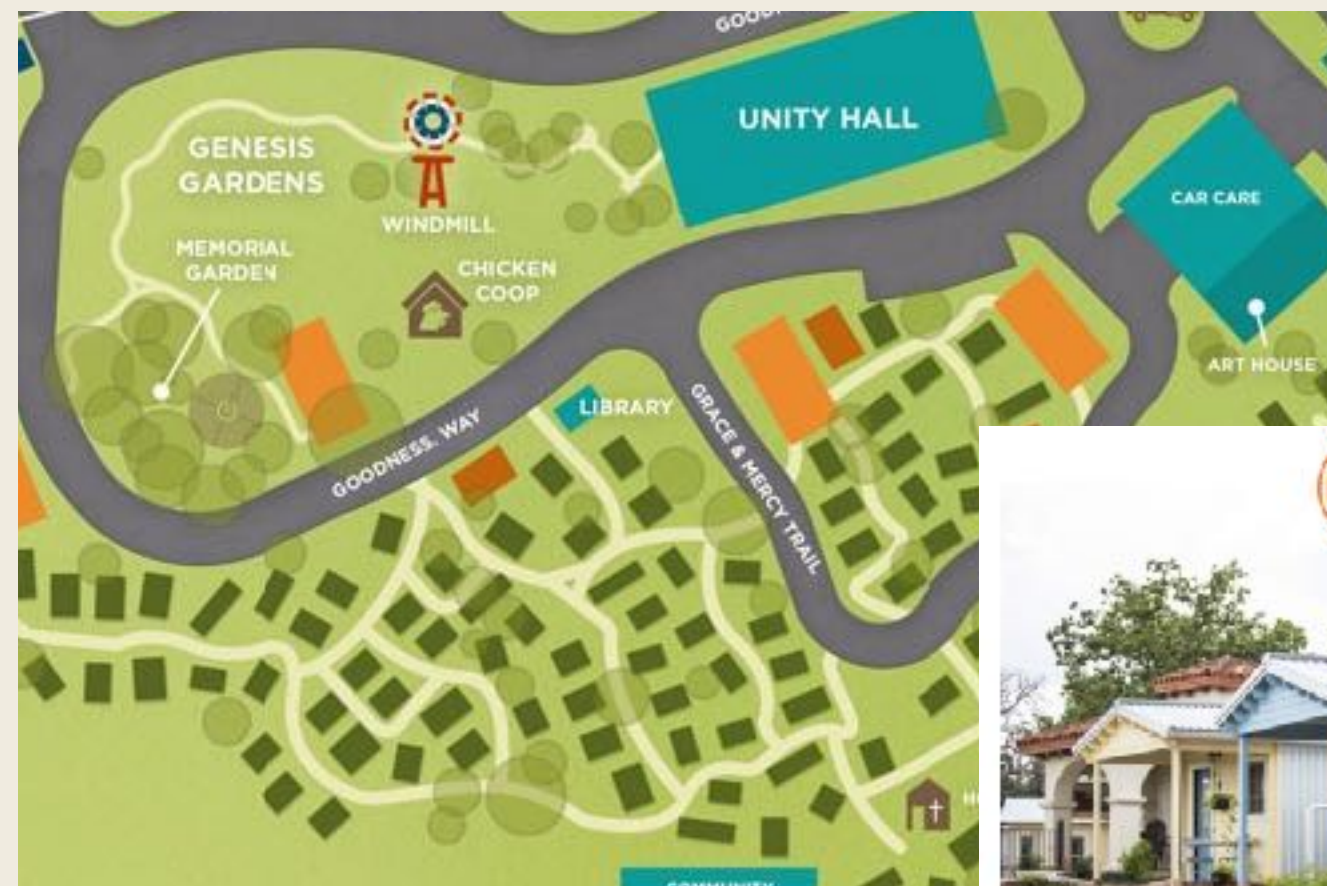 UNITY HALL
GENESIS
GARDENS
WINDMILL
MEMORIAL
GARDEN
CHICKEN
COOP
CAR CARE
ART HOUSE
LIBRARY
GOODNESS WAY
GRACE & MERCY TRAIL
COMMUNITY